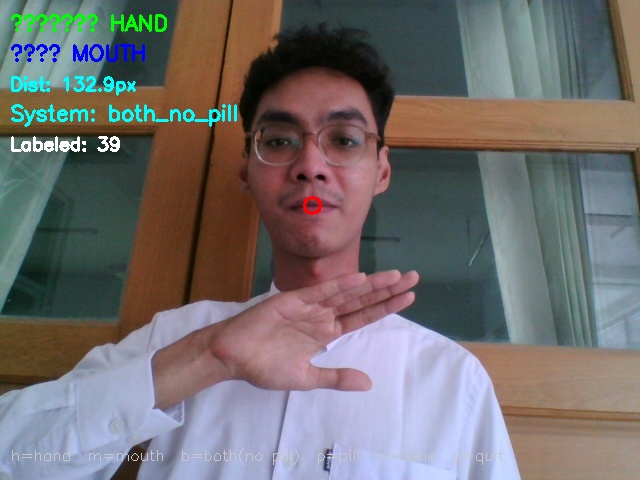 ??????? HAND
???? MOUTH
Dist: 132.9px
System: both_no_pill
Labeled: 39
h=hand m=mouth b=both(no pill) p=pill